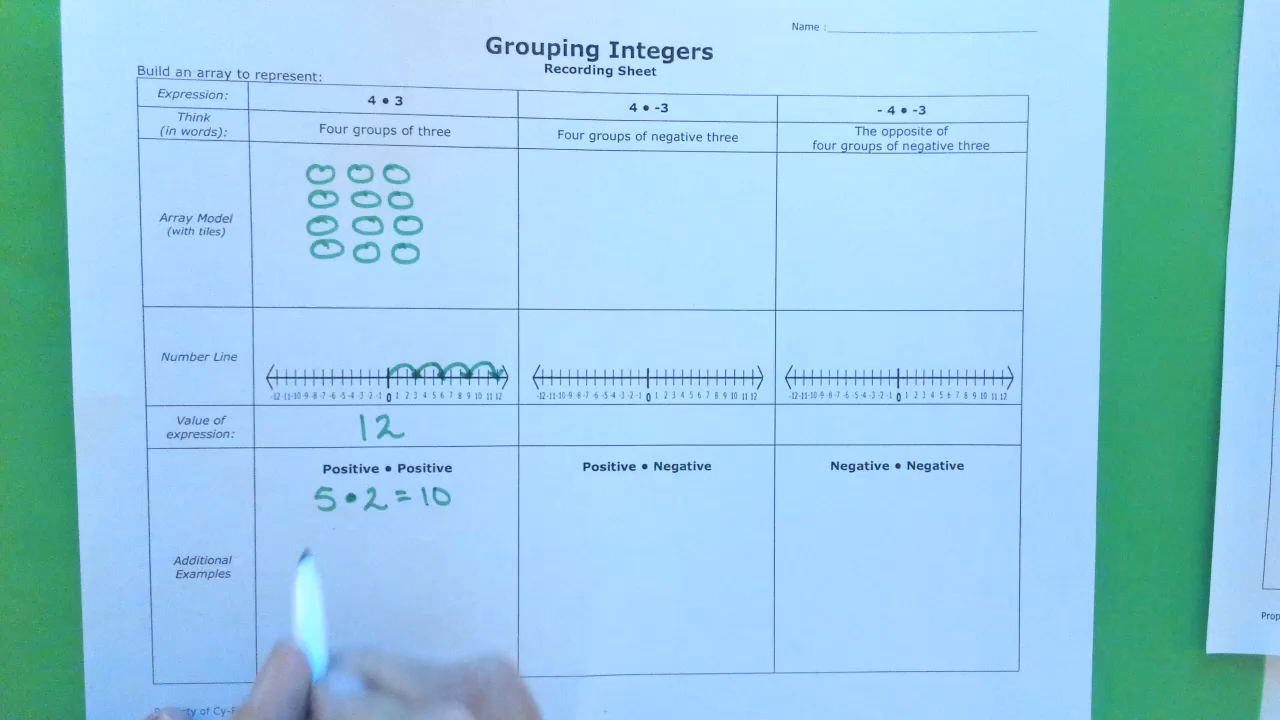 Name :
Grouping Integers
Recording Sheet
Build an array to represent:
Expression:
4 • 3
4 • -3
- 4 • -3
Think
(in words):
Four groups of three
Four groups of negative three
The opposite of
four groups of negative three
Array Model
(with tiles)
Number Line
-12 -11 -10 -9 -8 -7 -6 -5 -4 -3 -2 -1 0 1 2 3 4 5 6 7 8 9 10 11 12
-12 -11 -10 -9 -8 -7 -6 -5 -4 -3 -2 -1 0 1 2 3 4 5 6 7 8 9 10 11 12
-12 -11 -10 -9 -8 -7 -6 -5 -4 -3 -2 -1 0 1 2 3 4 5 6 7 8 9 10 11 12
Value of
expression:
12
Additional
Examples
Positive • Positive
5 • 2 = 10
Positive • Negative
Negative • Negative
of Cy-F
Prop